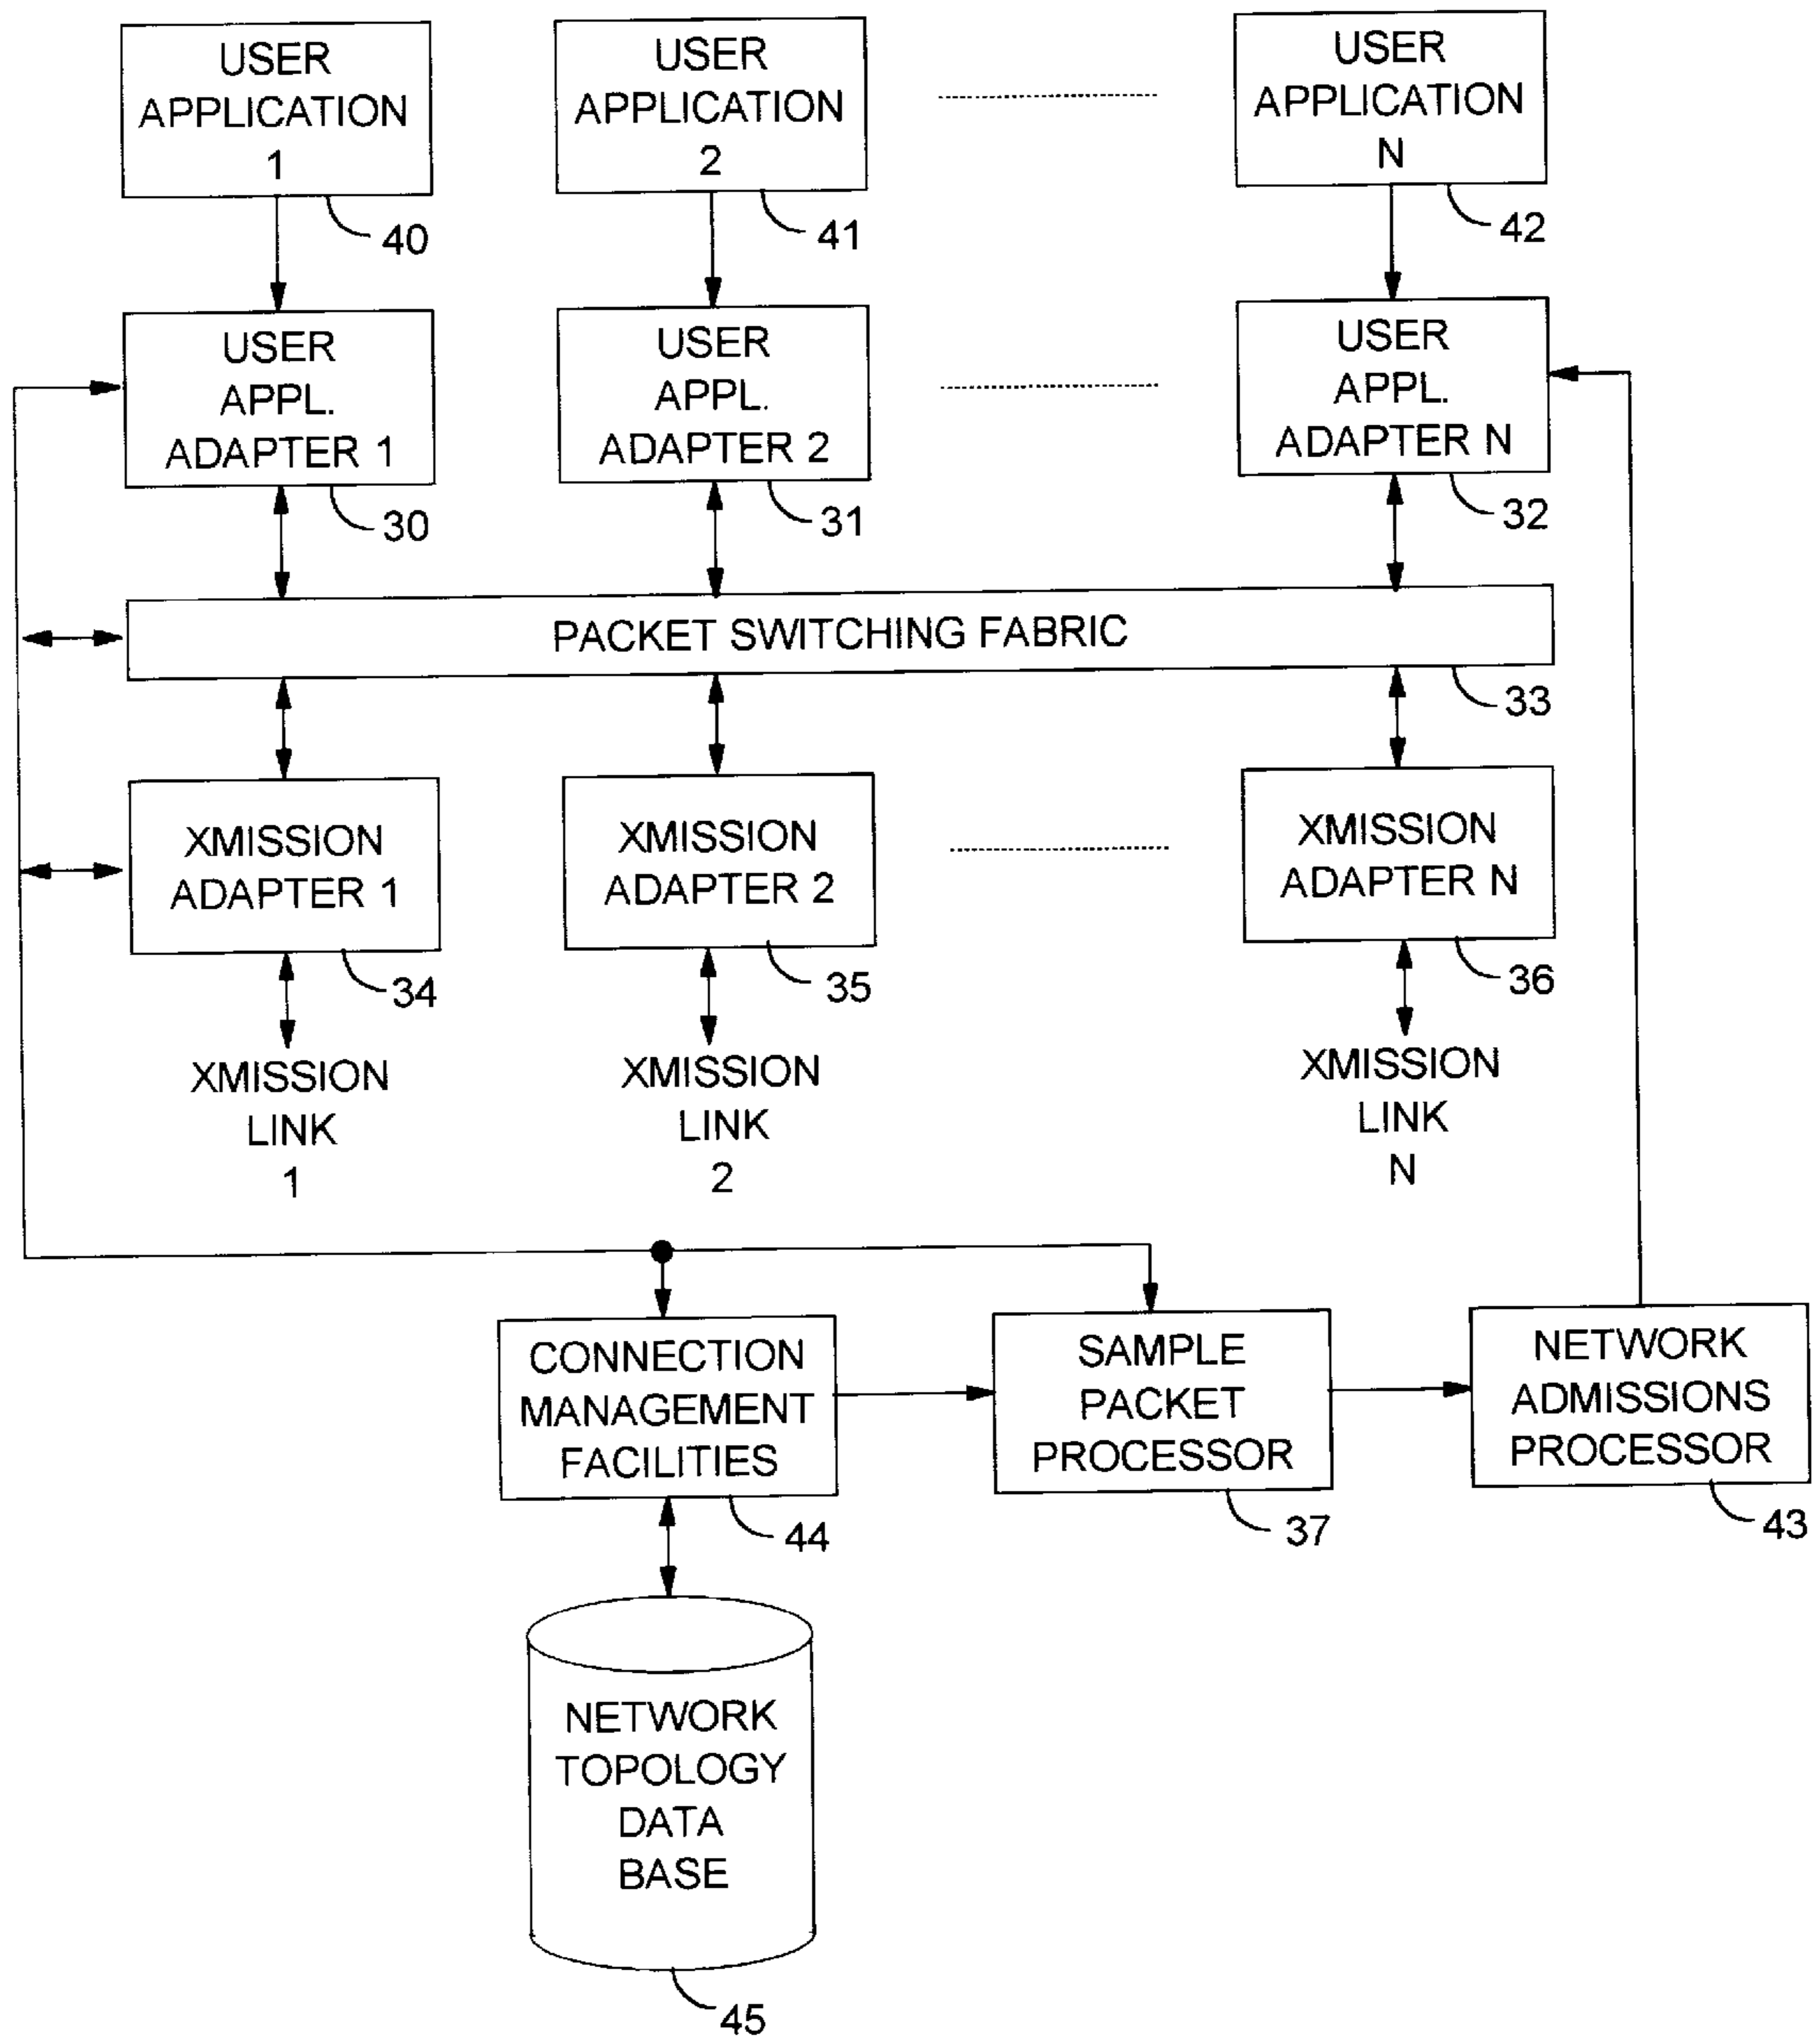 USER
APPLICATION
1
40
USER
APPLICATION
2
41
USER
APPLICATION
N
42
USER
APPL.
ADAPTER 1
30
USER
APPL.
ADAPTER 2
31
USER
APPL.
ADAPTER N
32
PACKET SWITCHING FABRIC
33
XMISSION
ADAPTER 1
34
XMISSION
ADAPTER 2
35
XMISSION
ADAPTER N
36
XMISSION
LINK
1
XMISSION
LINK
2
XMISSION
LINK
N
CONNECTION
MANAGEMENT
FACILITIES
44
SAMPLE
PACKET
PROCESSOR
37
NETWORK
ADMISSIONS
PROCESSOR
43
NETWORK
TOPOLOGY
DATA
BASE
45